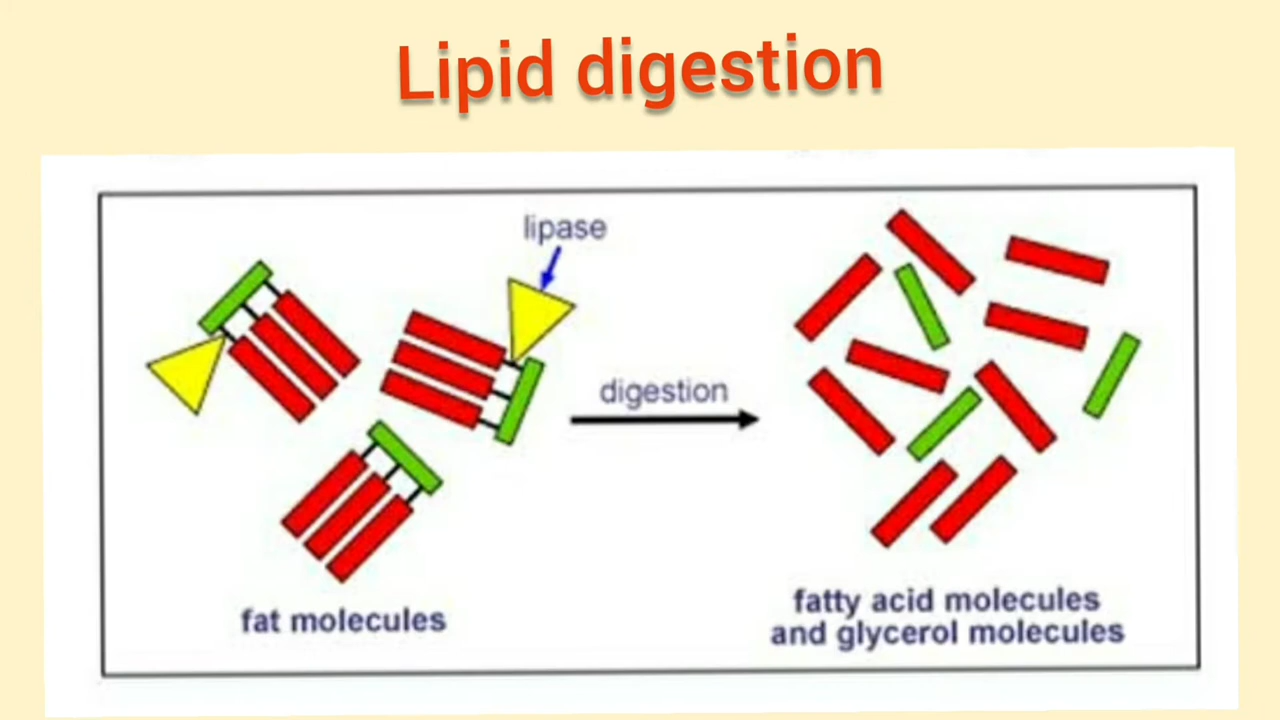 Lipid digestion
lipase
digestion
fat molecules
fatty acid molecules
and glycerol molecules